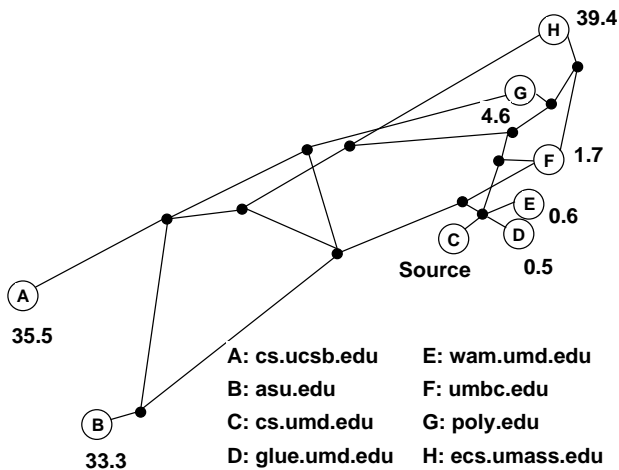 H 39.4
G
4.6
F 1.7
E
0.6
D
C
Source 0.5
A
35.5
B
33.3
A: cs.ucsb.edu E: wam.umd.edu
B: asu.edu F: umbc.edu
C: cs.umd.edu G: poly.edu
D: glue.umd.edu H: ecs.umass.edu